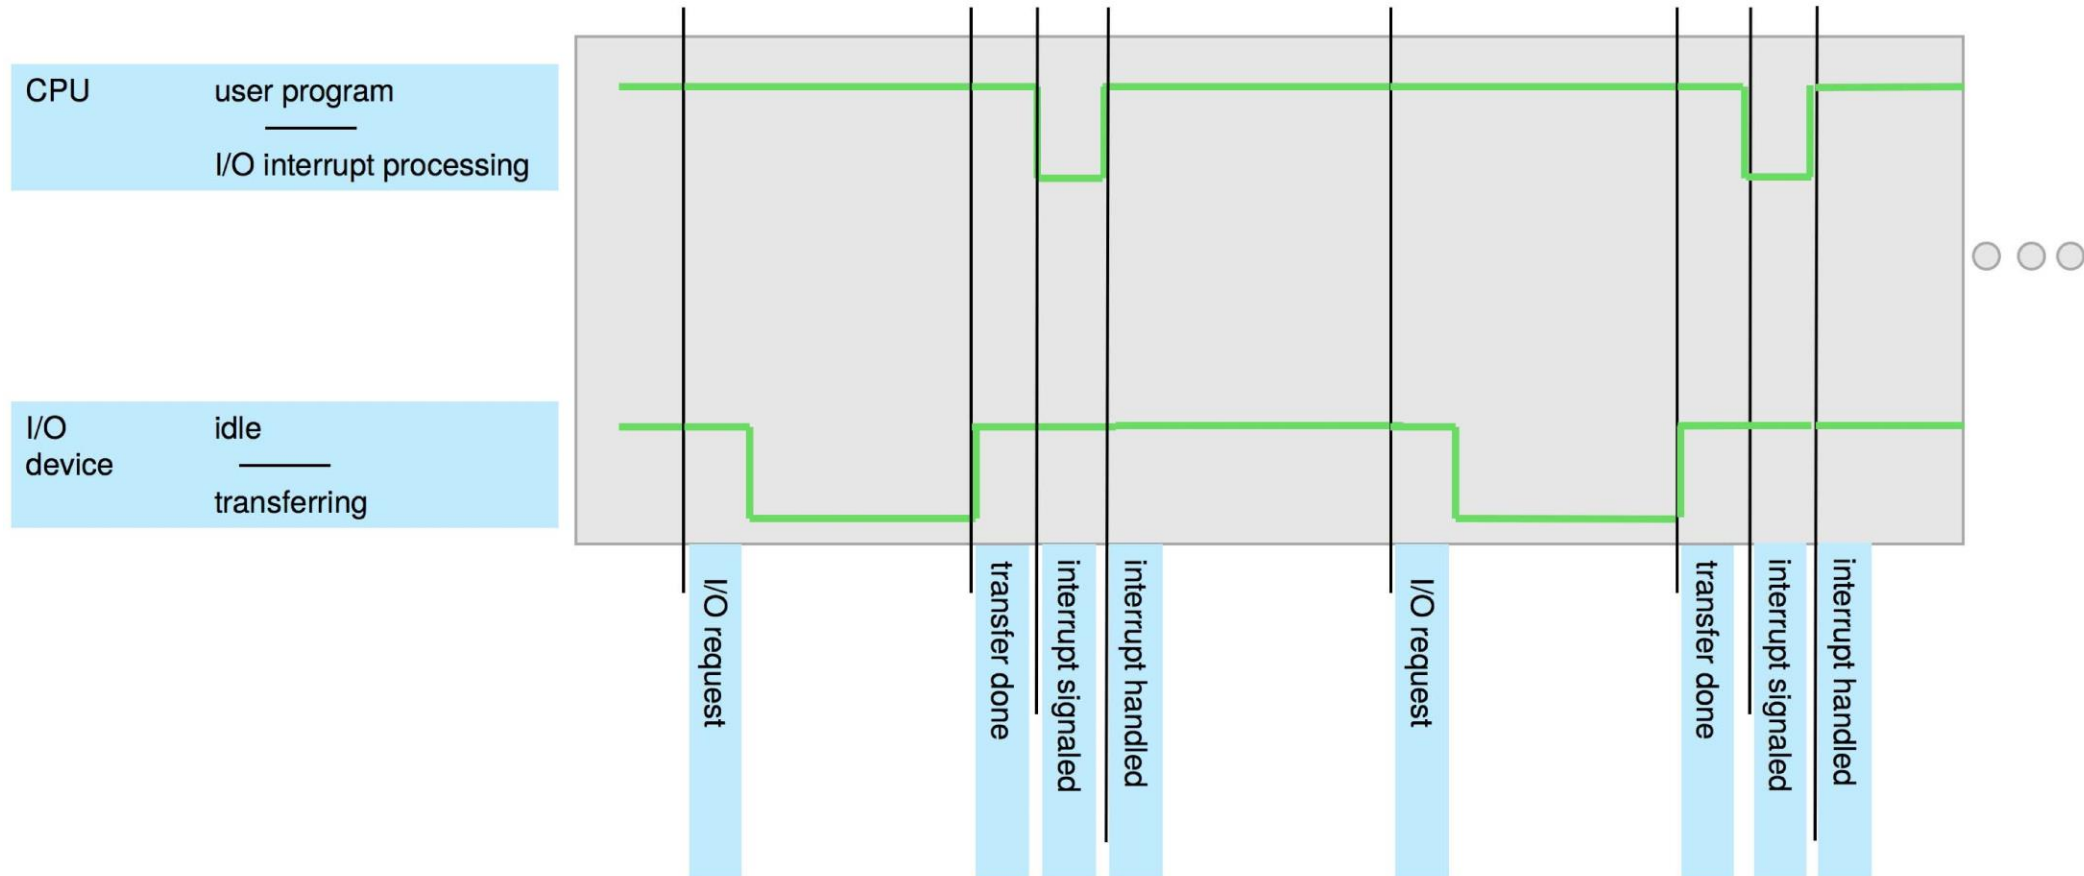 CPU
user program
I/O interrupt processing
I/O
device
idle
transferring
I/O request
transfer done
interrupt signaled
interrupt handled
I/O request
transfer done
interrupt signaled
interrupt handled